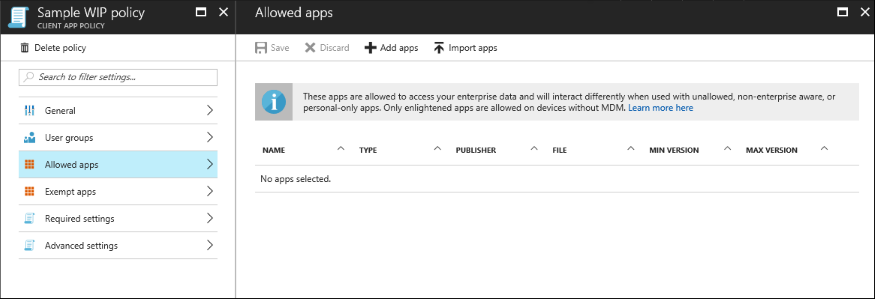 Sample WIP policy
CLIENT APP POLICY
Delete policy
Search to filter settings...
General
User groups
Allowed apps
Exempt apps
Required settings
Advanced settings
Allowed apps
Save Discard Add apps Import apps
These apps are allowed to access your enterprise data and will interact differently when used with unallowed, non-enterprise aware, or
personal-only apps. Only enlightened apps are allowed on devices without MDM. Learn more here
NAME TYPE PUBLISHER FILE MIN VERSION MAX VERSION
No apps selected.